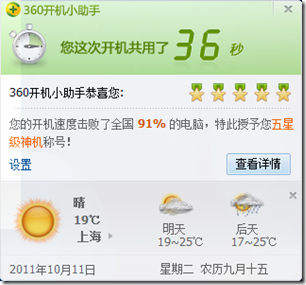 360开机小助手
您这次开机共用了 36 秒
360开机小助手恭喜您:
您的开机速度击败了全国 91% 的电脑，特此授予您五星
级神机称号！
设置
查看详情
晴
19℃
上海
明天
19~25℃
后天
17~25℃
2011年10月11日
星期二 农历九月十五